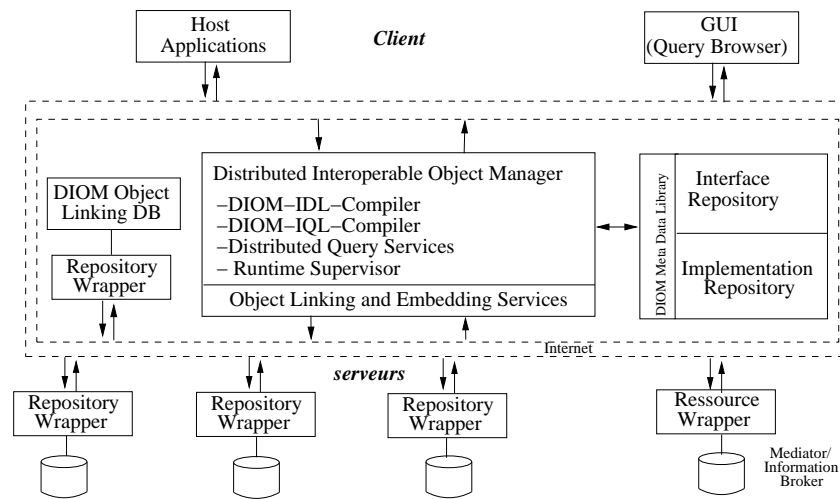 Host
Applications
Client
GUI
(Query Browser)
DIOM Object
Linking DB
Repository
Wrapper
Distributed Interoperable Object Manager
−DIOM−IDL−Compiler
−DIOM−IQL−Compiler
−Distributed Query Services
− Runtime Supervisor
Object Linking and Embedding Services
DIOM Meta Data Library
Interface
Repository
Implementation
Repository
Internet
serveurs
Repository
Wrapper
Repository
Wrapper
Repository
Wrapper
Ressource
Wrapper
Mediator/
Information
Broker